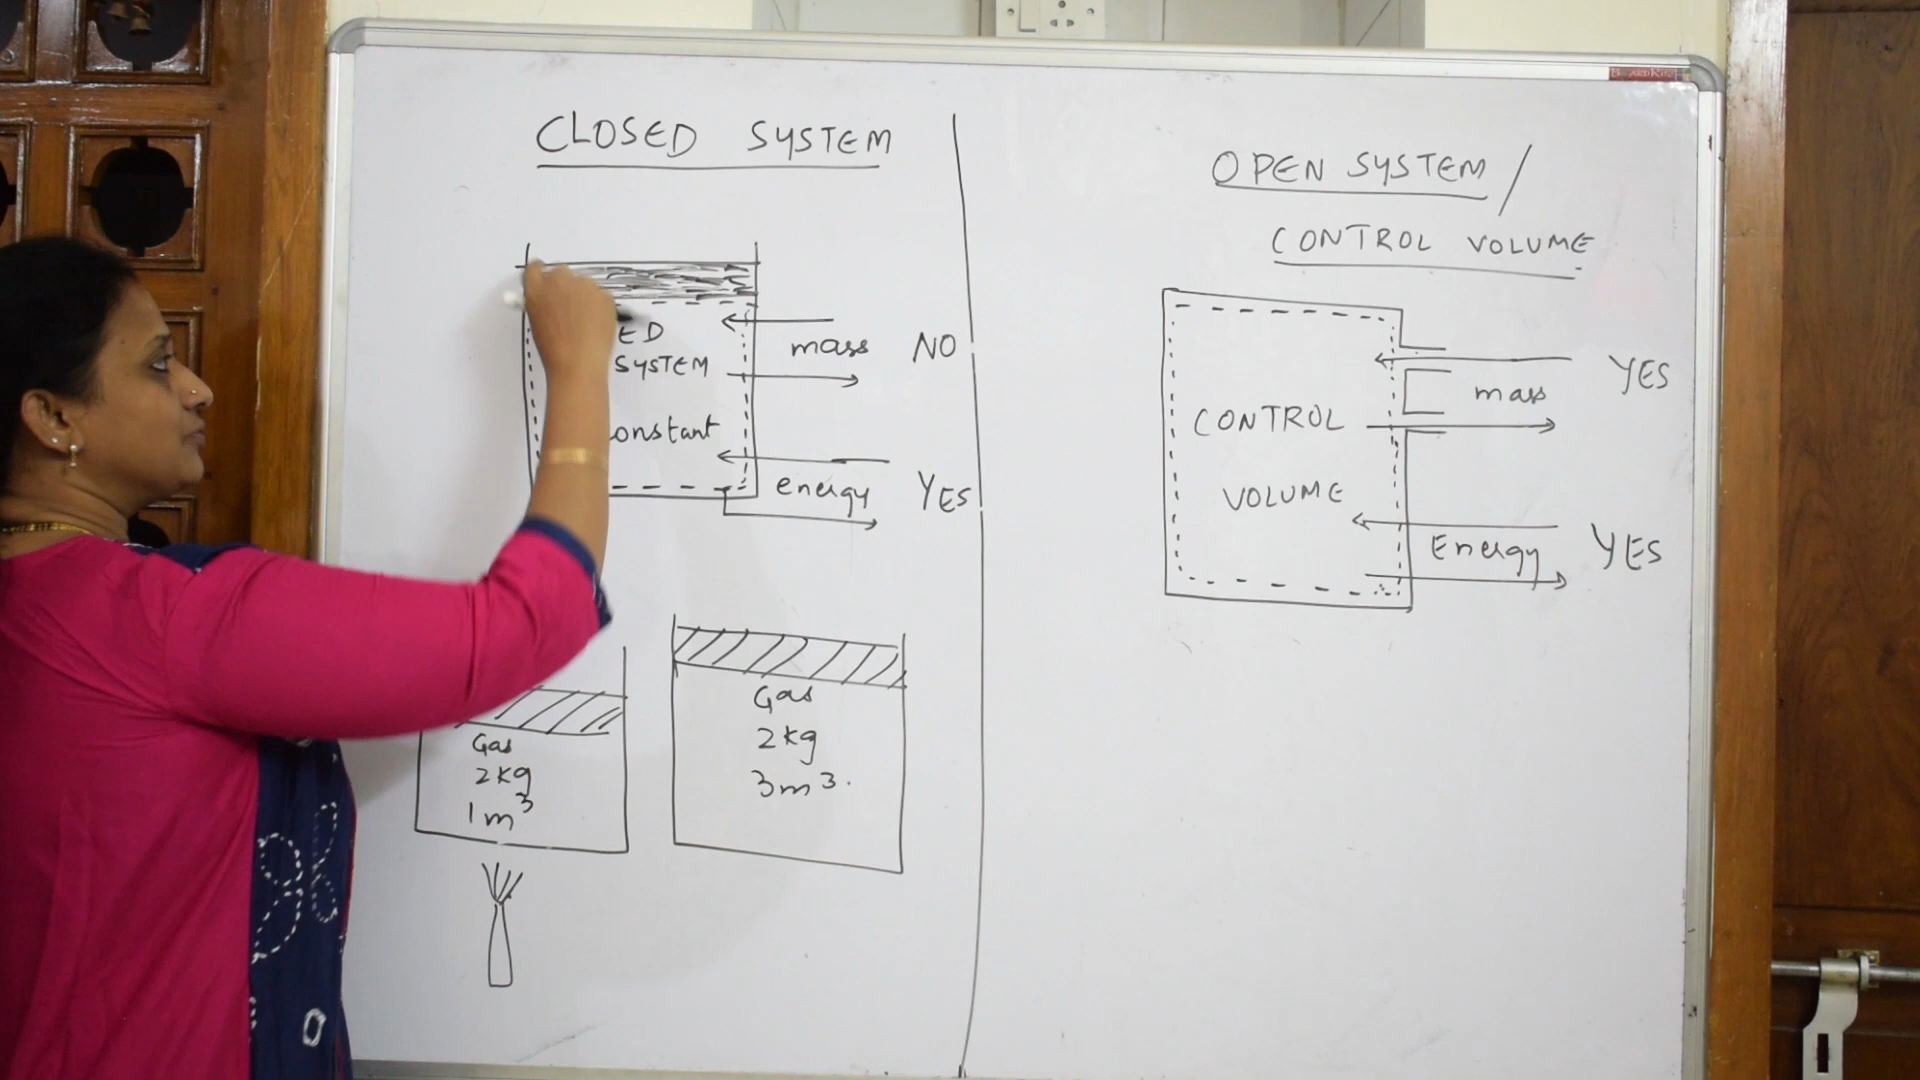 CLOSED SYSTEM
SYSTEM
mass NO
energy YES
Gas
2kg
1m³
Gas
2kg
3m³.
OPEN SYSTEM /
CONTROL VOLUME
YES
mass
CONTROL
VOLUME
Energy YES